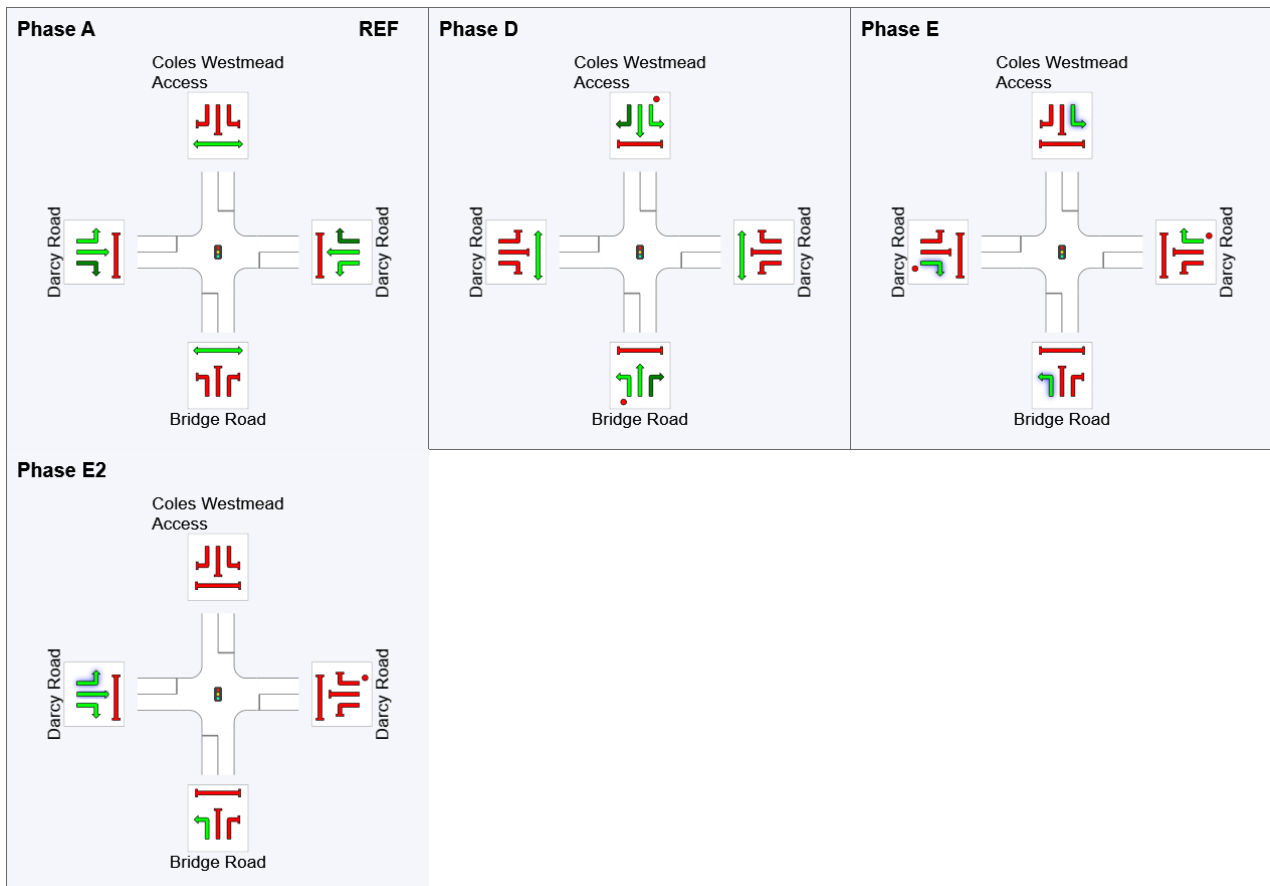 Phase A
REF
Coles Westmead
Access
Darcy Road
Darcy Road
Bridge Road
Phase D
Coles Westmead
Access
Darcy Road
Darcy Road
Bridge Road
Phase E
Coles Westmead
Access
Darcy Road
Darcy Road
Bridge Road
Phase E2
Coles Westmead
Access
Darcy Road
Darcy Road
Bridge Road